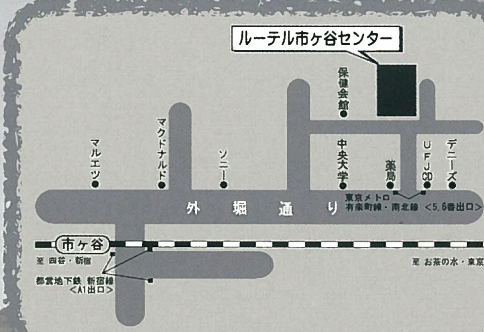 ルーテル市ヶ谷センター
保健会館
マクドナルド
マルエツ
ソニー
中央大学
薬局
UFJCD
デニーズ
外堀通り
東京メトロ
有楽町線・南北線 <5,6番出口>
市ヶ谷
至 四谷・新宿
至 お茶の水・東京
都営地下鉄 新宿線
<A1出口>